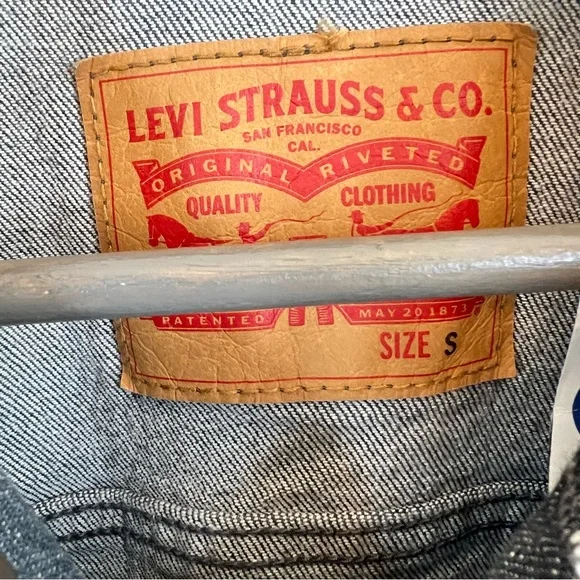 LEVI STRAUSS & CO.
SAN FRANCISCO
CAL.
ORIGINAL RIVETED
QUALITY CLOTHING
PATENTED MAY 20 1873
SIZE S